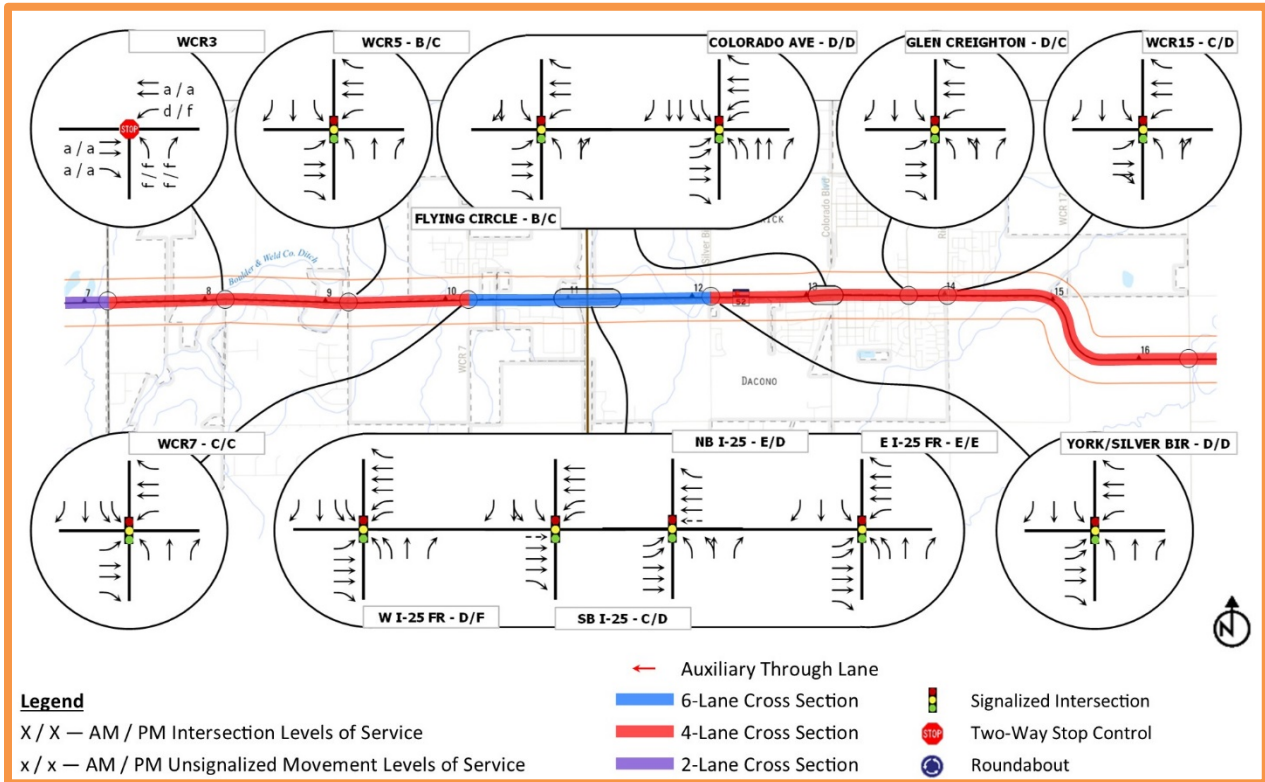 WCR3
WCR5 - B/C
COLORADO AVE - D/D
GLEN CREIGHTON - D/C
WCR15 - C/D
a / a
d / f
STOP
a / a
a / a
f / f
f / f
FLYING CIRCLE - B/C
Boulder & Weld Co. Ditch
Colorado Blvd
WCR 17
7
8
9
10
11
12
13
14
15
16
52
WCR 7
DACONO
WCR7 - C/C
NB I-25 - E/D
E I-25 FR - E/E
YORK/SILVER BIR - D/D
W I-25 FR - D/F
SB I-25 - C/D
N
Legend
X / X — AM / PM Intersection Levels of Service
x / x — AM / PM Unsignalized Movement Levels of Service
Auxiliary Through Lane
6-Lane Cross Section
4-Lane Cross Section
2-Lane Cross Section
Signalized Intersection
STOP
Two-Way Stop Control
Roundabout